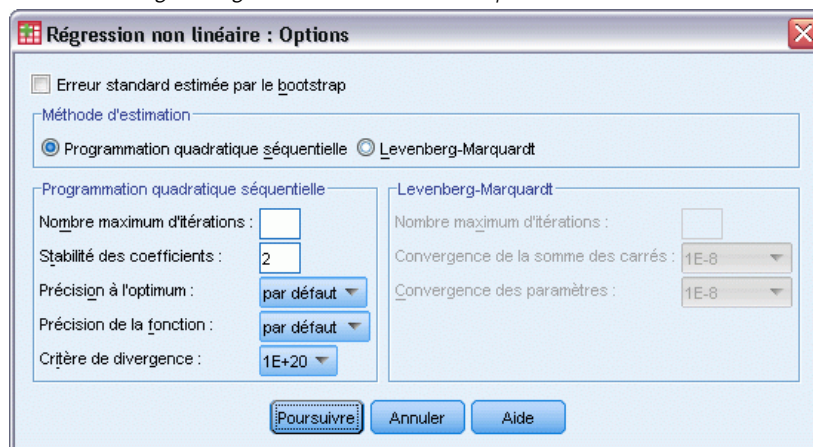 Régression non linéaire : Options
Erreur standard estimée par le bootstrap
Méthode d'estimation
Programmation quadratique séquentielle
Levenberg-Marquardt
Programmation quadratique séquentielle
Nombre maximum d'itérations :
Stabilité des coefficients : 2
Précision à l'optimum : par défaut
Précision de la fonction : par défaut
Critère de divergence : 1E+20
Levenberg-Marquardt
Nombre maximum d'itérations :
Convergence de la somme des carrés : 1E-8
Convergence des paramètres : 1E-8
Poursuivre Annuler Aide